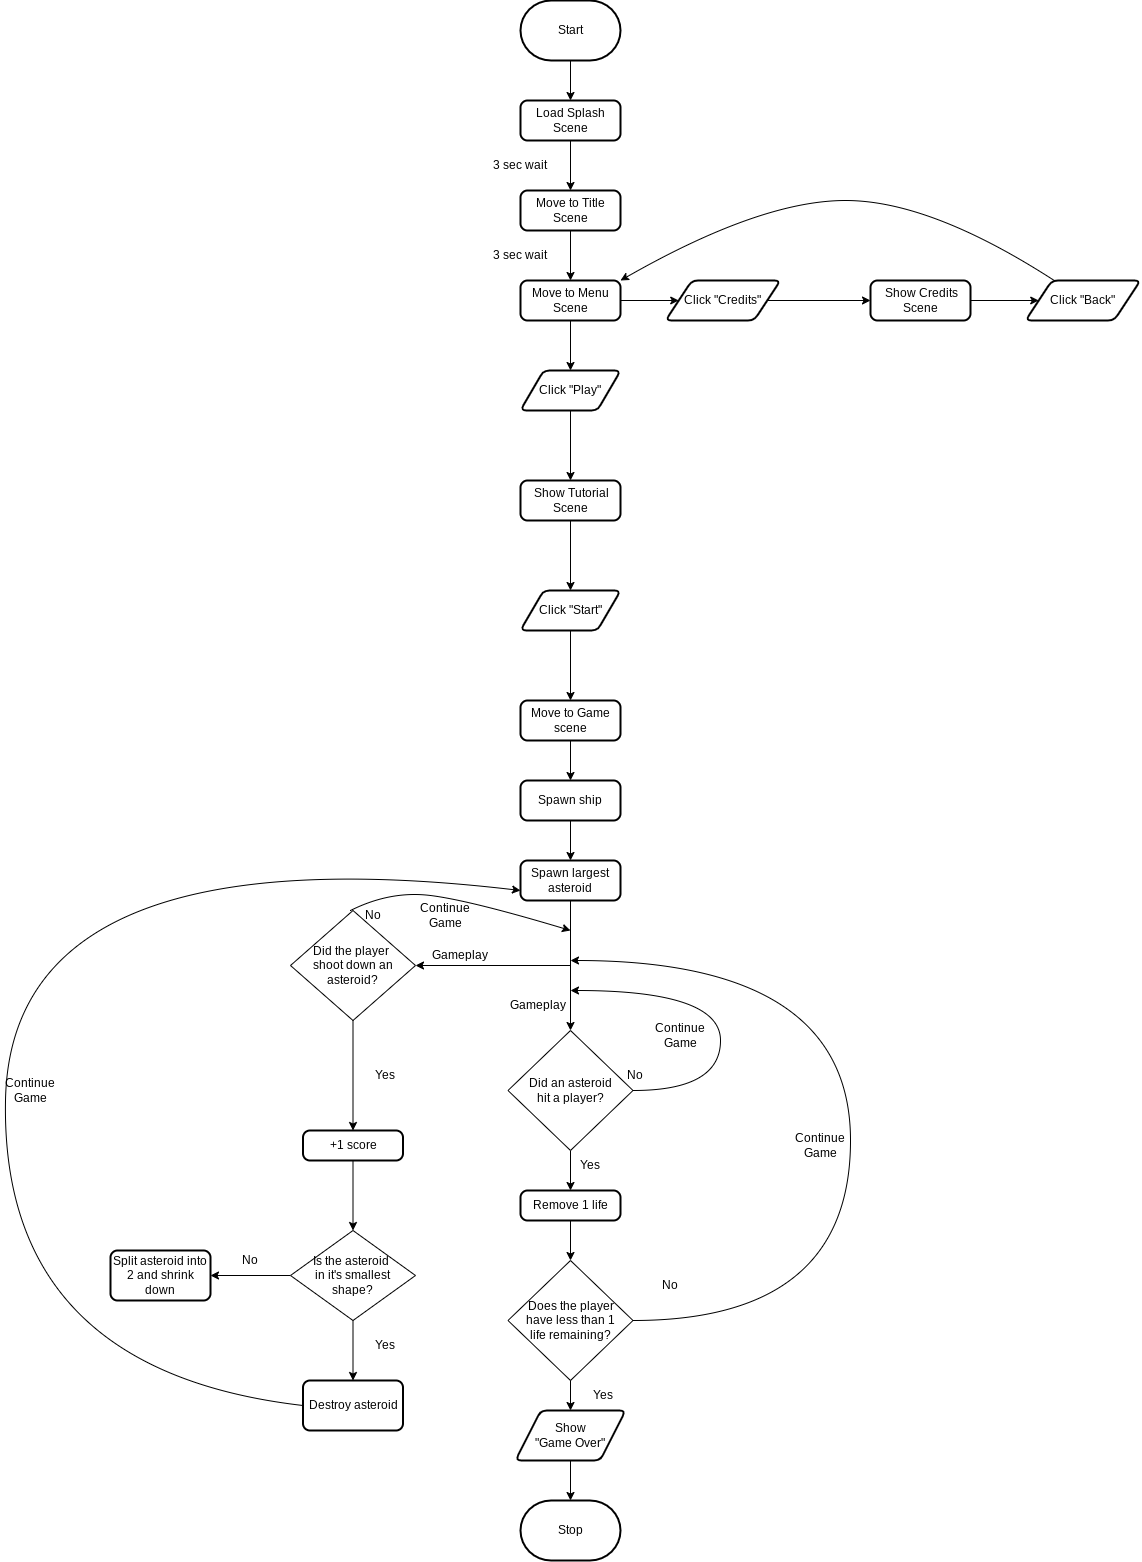 Start
Load Splash
Scene
3 sec wait
Move to Title
Scene
3 sec wait
Move to Menu
Scene
Click "Credits"
Show Credits
Scene
Click "Back"
Click "Play"
Show Tutorial
Scene
Click "Start"
Move to Game
scene
Spawn ship
Spawn largest
asteroid
No
Continue
Game
Did the player
shoot down an
asteroid?
Gameplay
Gameplay
Continue
Game
Did an asteroid
hit a player?
No
Continue
Game
Yes
+1 score
Continue
Game
Yes
Remove 1 life
Split asteroid into
2 and shrink
down
No
Is the asteroid
in it's smallest
shape?
Does the player
have less than 1
life remaining?
No
Yes
Destroy asteroid
Yes
Show
"Game Over"
Stop